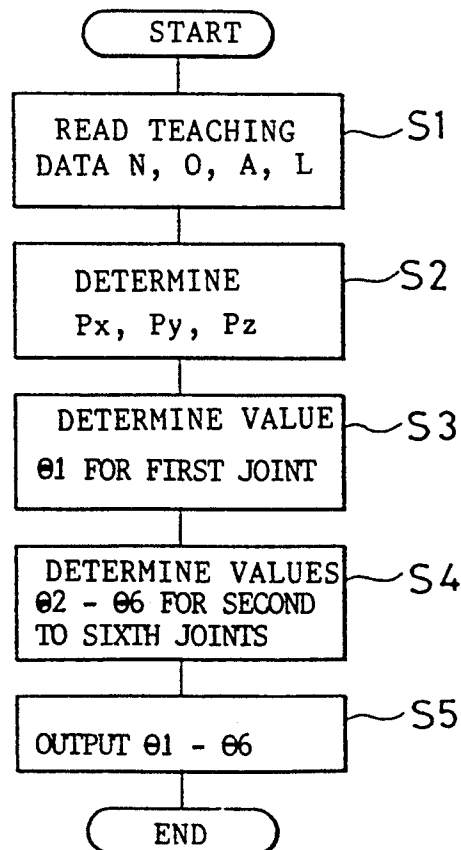 START
READ TEACHING
DATA N, O, A, L
S1
DETERMINE
Px, Py, Pz
S2
DETERMINE VALUE
θ1 FOR FIRST JOINT
S3
DETERMINE VALUES
θ2 - θ6 FOR SECOND
TO SIXTH JOINTS
S4
OUTPUT θ1 - θ6
S5
END